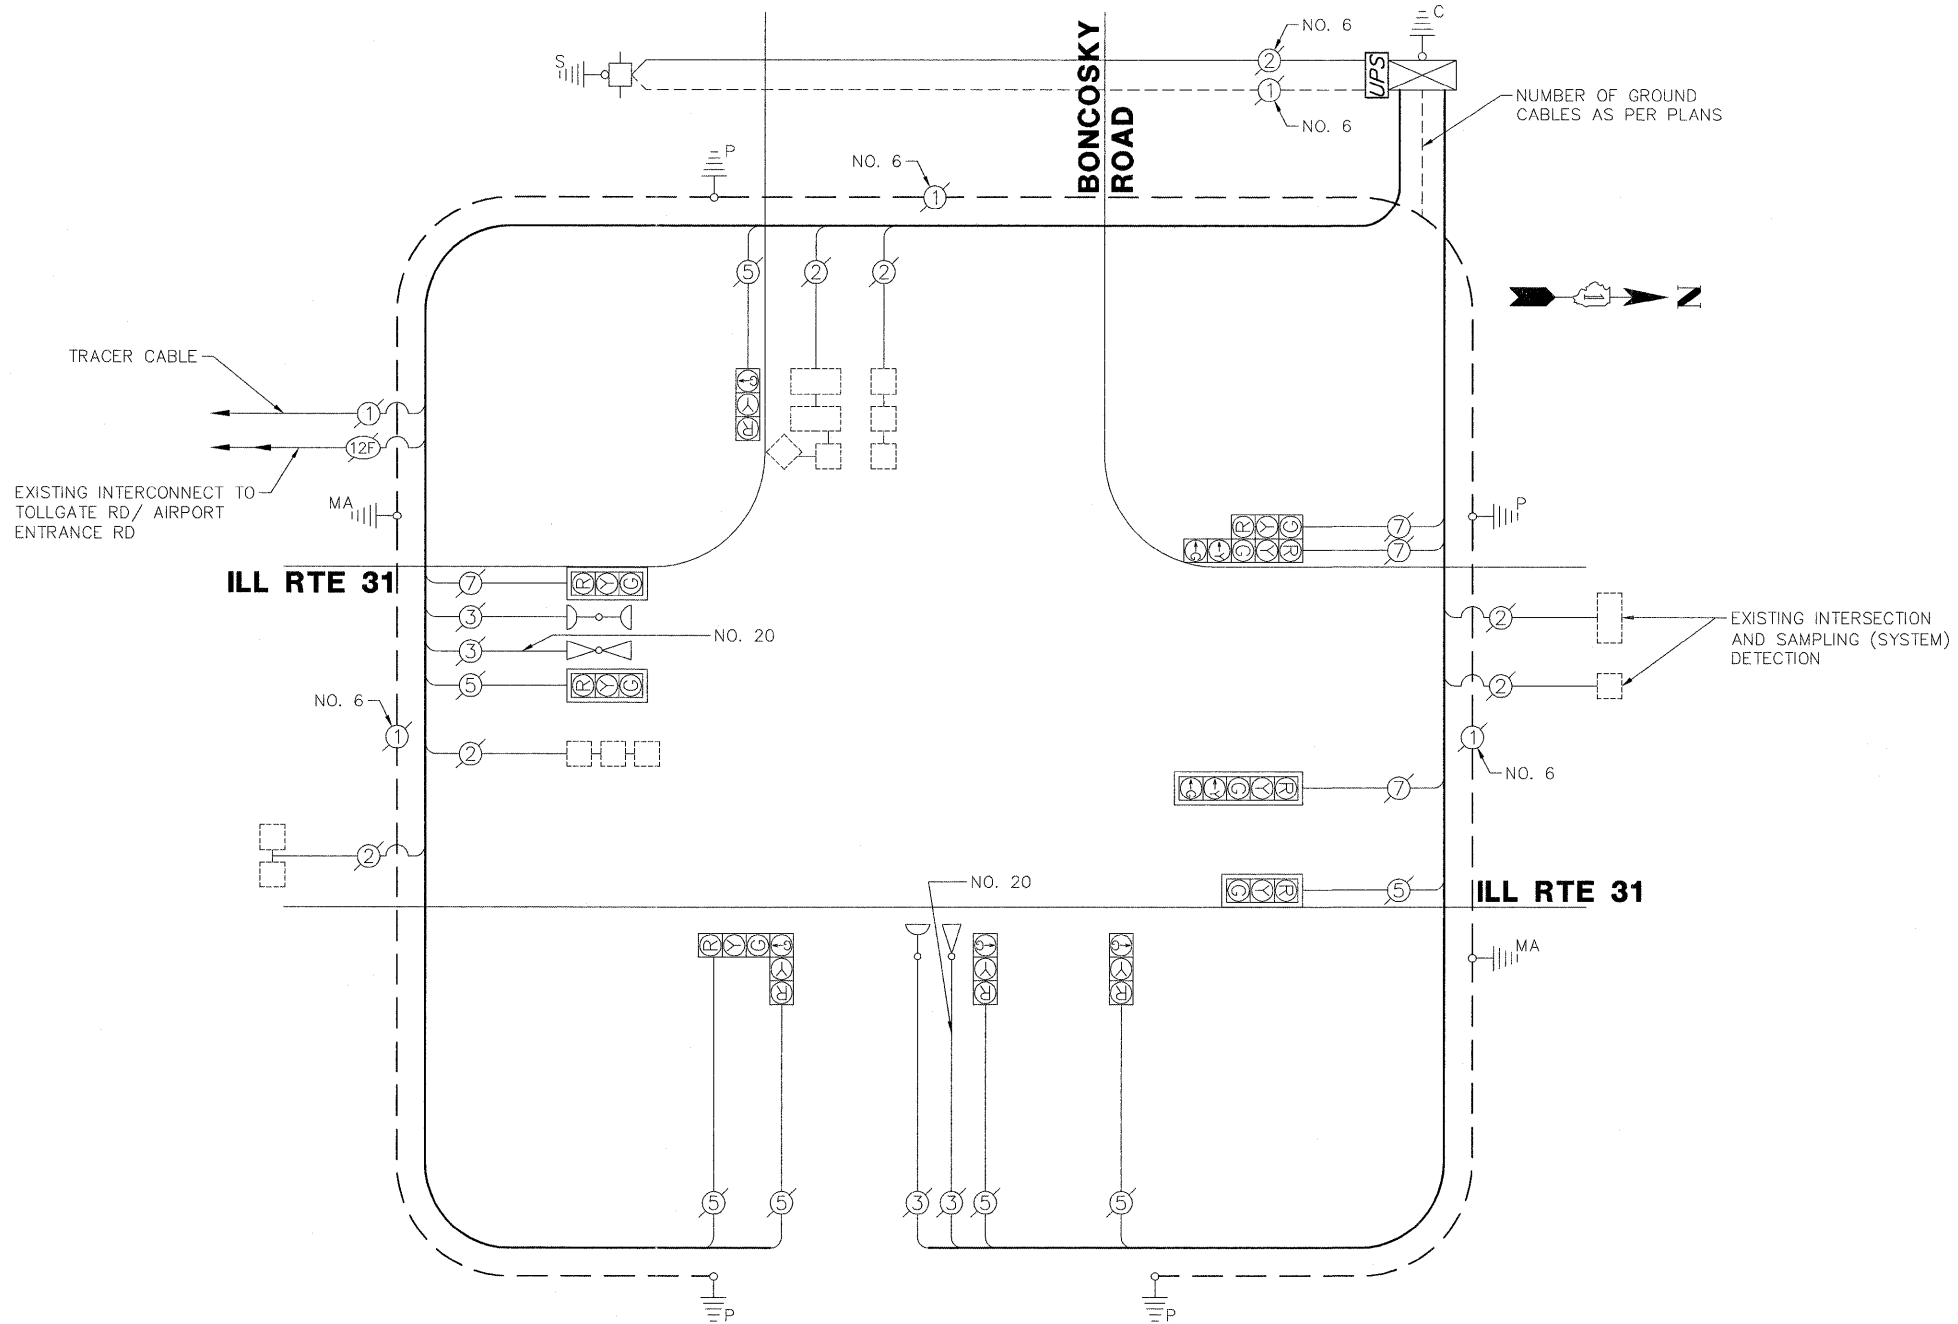 NO. 6
C
S
2
UPS
1
NO. 6
NUMBER OF GROUND
CABLES AS PER PLANS
BONCOSKY
ROAD
P
NO. 6
1
5
2
2
1
N
TRACER CABLE
1
G
Y
R
12F
EXISTING INTERCONNECT TO
TOLLGATE RD/ AIRPORT
ENTRANCE RD
MA
P
R Y G
7
G Y G Y R
7
ILL RTE 31
7
R Y G
3
2
EXISTING INTERSECTION
AND SAMPLING (SYSTEM)
DETECTION
NO. 20
3
5
R Y G
2
NO. 6
1
2
1
NO. 6
G Y G Y R
7
2
NO. 20
G Y R
5
ILL RTE 31
MA
R Y G G
Y
R
G
Y
R
G
Y
R
5
5
3
3
5
5
P
P